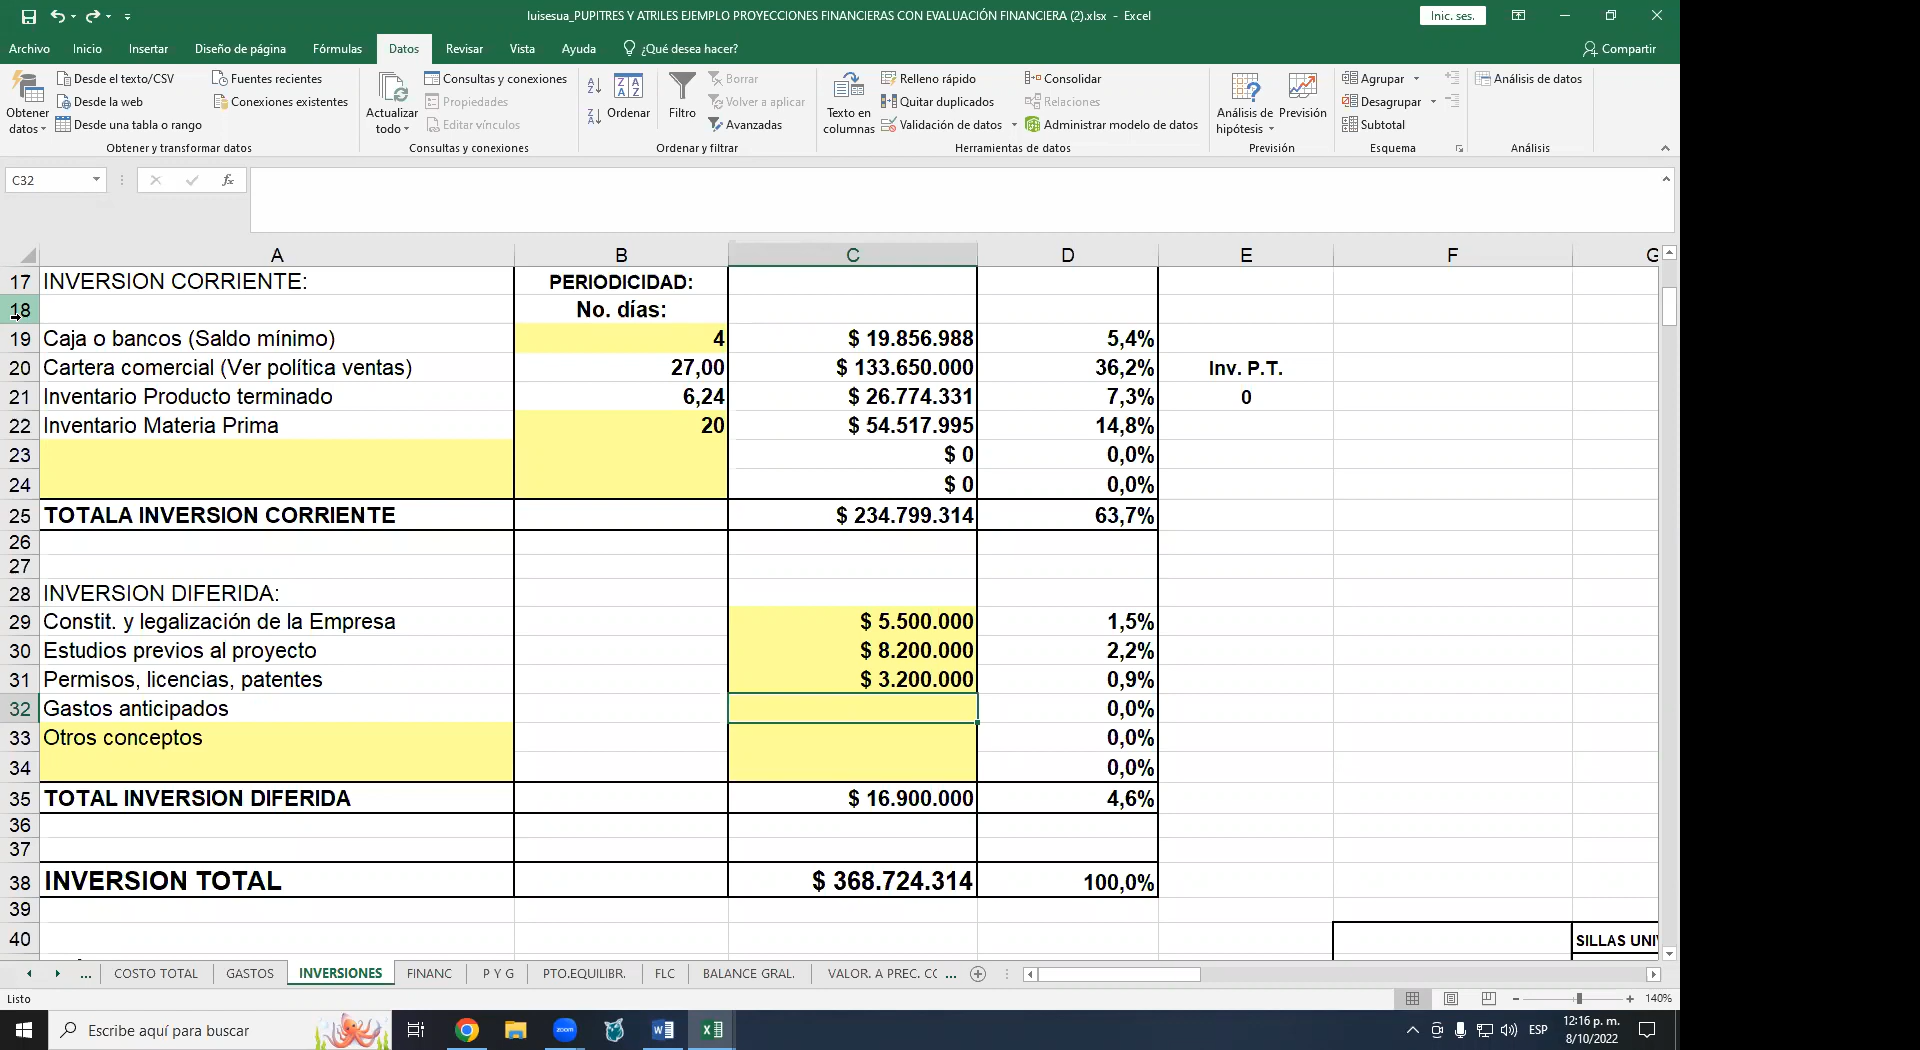 luisesua_PUPITRES Y ATRILES EJEMPLO PROYECCIONES FINANCIERAS CON EVALUACIÓN FINANCIERA (2).xlsx - Excel
Inic. ses.
Archivo Inicio Insertar Diseño de página Fórmulas Datos Revisar Vista Ayuda ¿Qué desea hacer? Compartir
Obtener datos
Desde el texto/CSV Fuentes recientes
Desde la web Conexiones existentes
Desde una tabla o rango
Obtener y transformar datos
Actualizar todo
Consultas y conexiones
Propiedades
Editar vínculos
Consultas y conexiones
Ordenar Filtro
Borrar
Volver a aplicar
Avanzadas
Ordenar y filtrar
Texto en columnas
Relleno rápido Consolidar
Quitar duplicados Relaciones
Validación de datos Administrar modelo de datos
Herramientas de datos
Análisis de hipótesis Previsión
Previsión
Agrupar
Desagrupar
Subtotal
Esquema
Análisis de datos
Análisis
C32 fx
A B C D E F G
17 INVERSION CORRIENTE: PERIODICIDAD:
18 No. días:
19 Caja o bancos (Saldo mínimo) 4 $ 19.856.988 5,4%
20 Cartera comercial (Ver política ventas) 27,00 $ 133.650.000 36,2% Inv. P.T.
21 Inventario Producto terminado 6,24 $ 26.774.331 7,3% 0
22 Inventario Materia Prima 20 $ 54.517.995 14,8%
23 $ 0 0,0%
24 $ 0 0,0%
25 TOTALA INVERSION CORRIENTE $ 234.799.314 63,7%
26
27
28 INVERSION DIFERIDA:
29 Constit. y legalización de la Empresa $ 5.500.000 1,5%
30 Estudios previos al proyecto $ 8.200.000 2,2%
31 Permisos, licencias, patentes $ 3.200.000 0,9%
32 Gastos anticipados 0,0%
33 Otros conceptos 0,0%
34 0,0%
35 TOTAL INVERSION DIFERIDA $ 16.900.000 4,6%
36
37
38 INVERSION TOTAL $ 368.724.314 100,0%
39
40 SILLAS UNI
... COSTO TOTAL GASTOS INVERSIONES FINANC P Y G PTO.EQUILIBR. FLC BALANCE GRAL. VALOR. A PREC. CC ...
Listo 140%
Escribe aquí para buscar
zoom
ESP
12:16 p. m.
8/10/2022